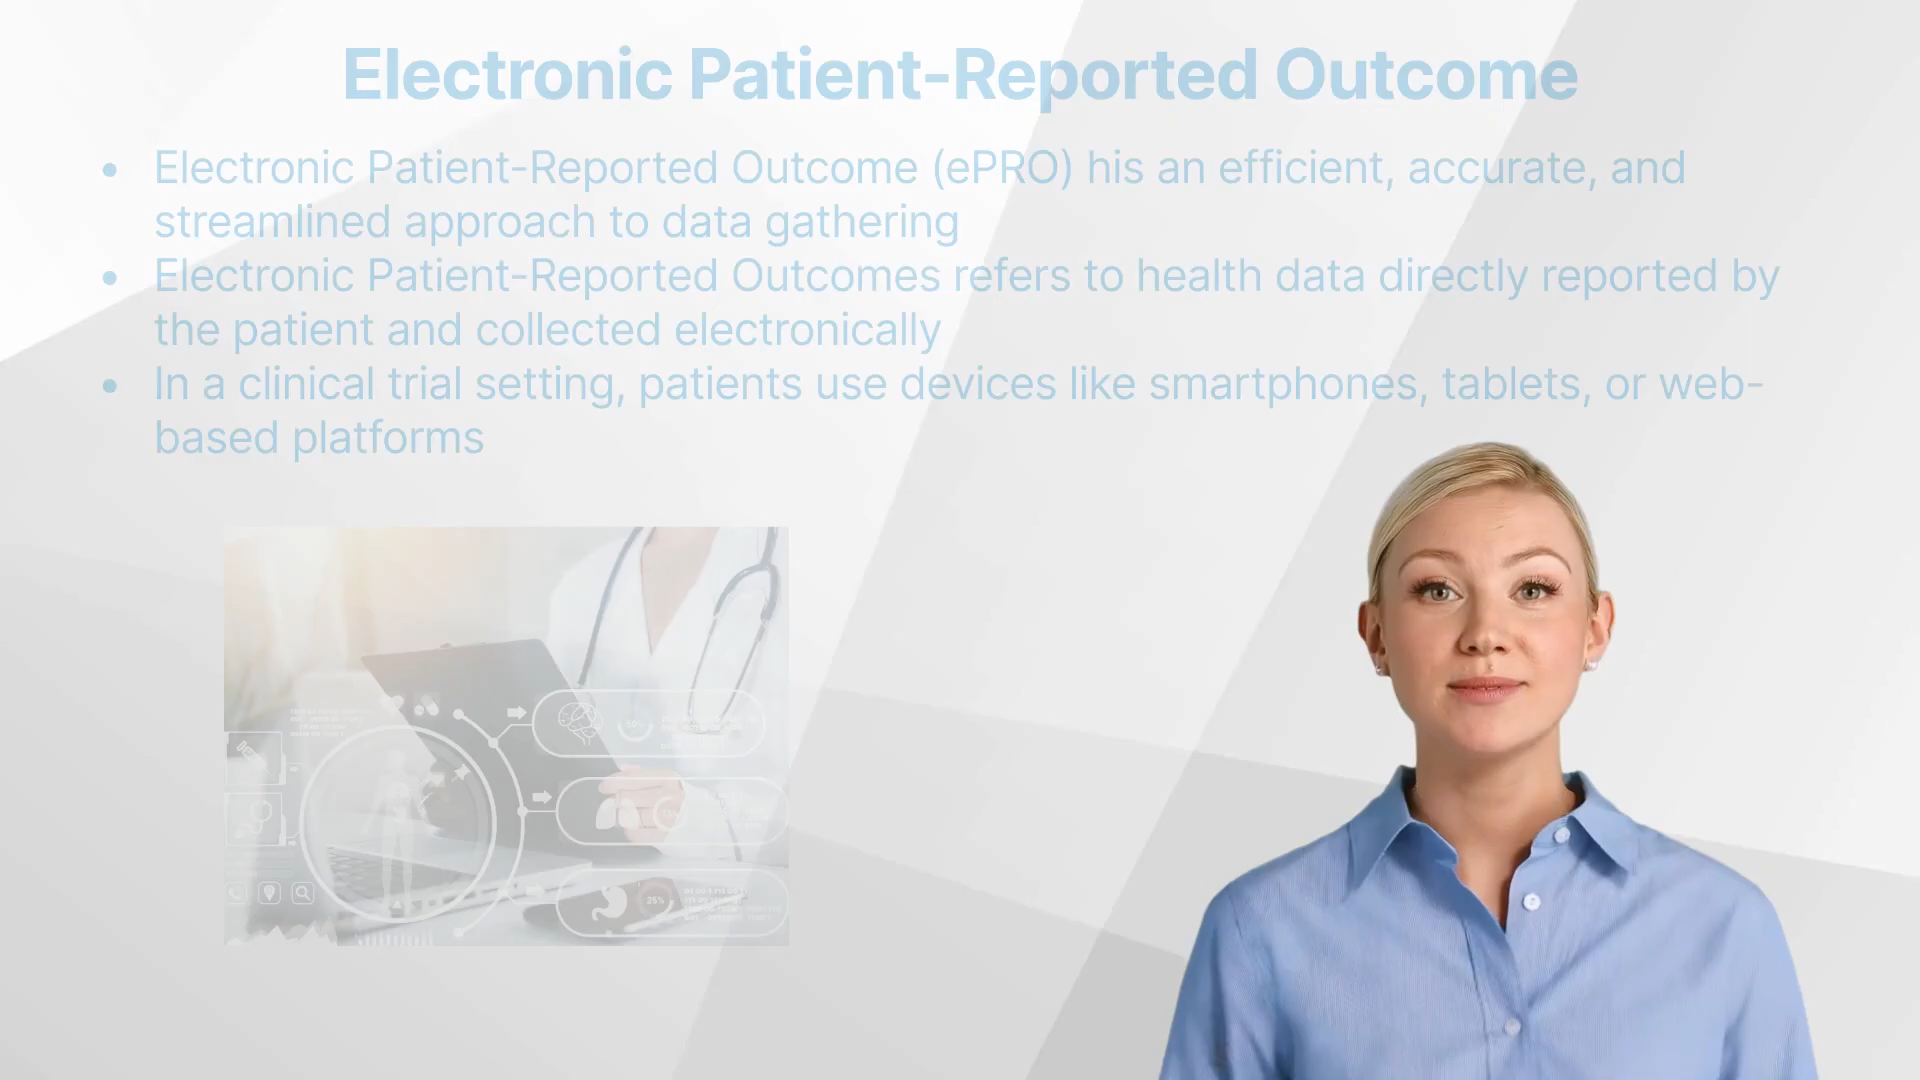 Electronic Patient-Reported Outcome
• Electronic Patient-Reported Outcome (ePRO) his an efficient, accurate, and
streamlined approach to data gathering
• Electronic Patient-Reported Outcomes refers to health data directly reported by
the patient and collected electronically
• In a clinical trial setting, patients use devices like smartphones, tablets, or web-
based platforms
50%
25%